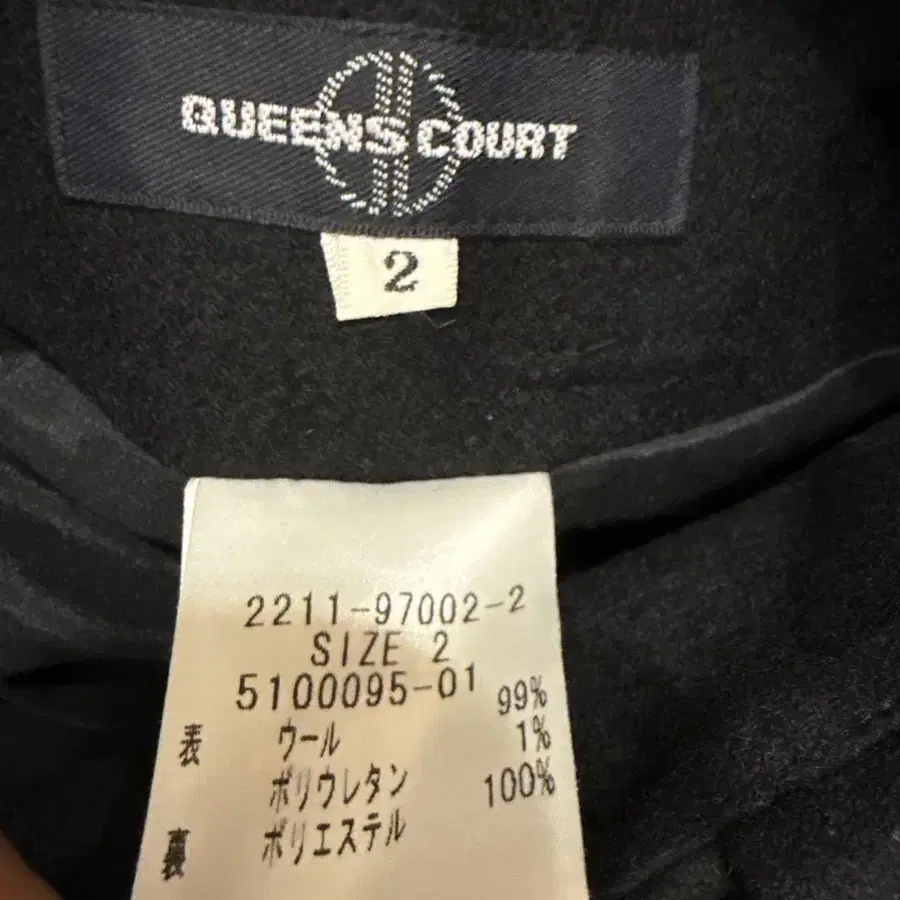 QUEENS COURT
2
2211-97002-2
SIZE 2
5100095-01
表 ウール 99%
ポリウレタン 1%
裏 ポリエステル 100%